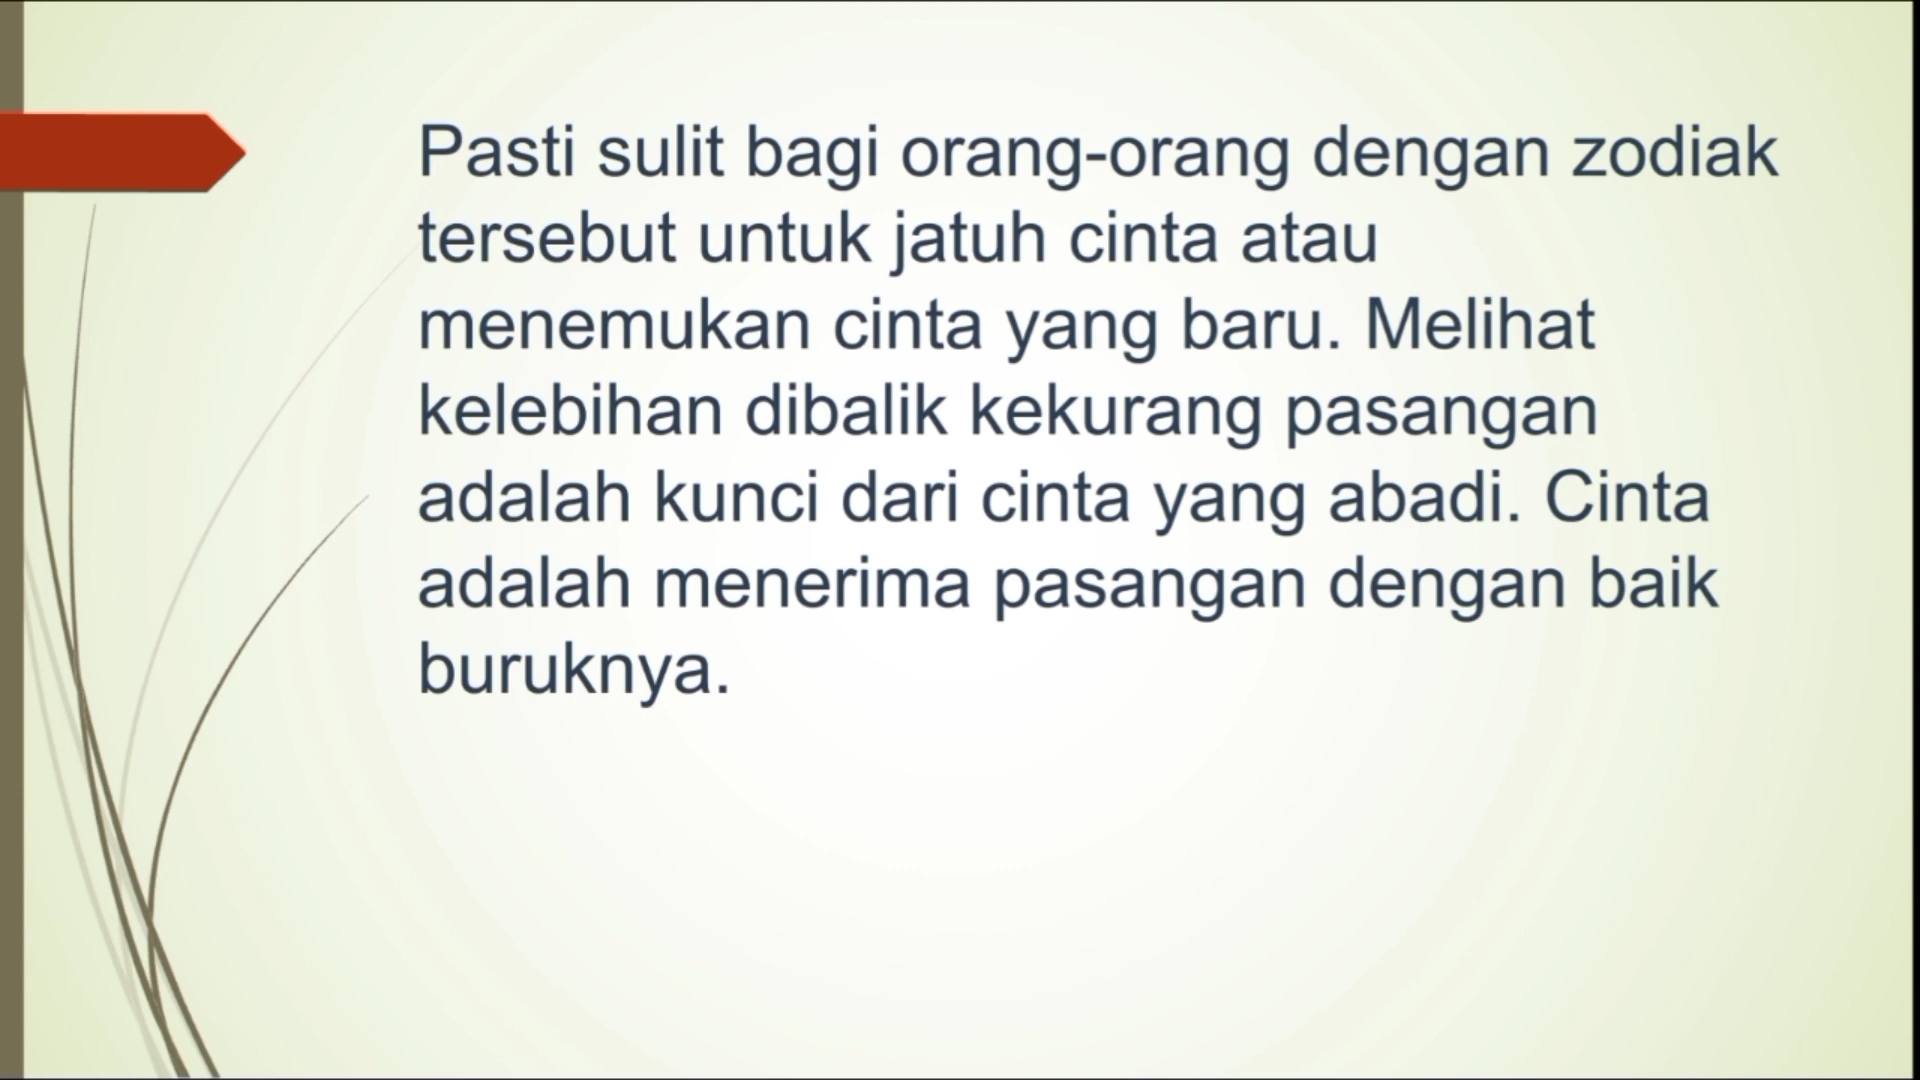 Pasti sulit bagi orang-orang dengan zodiak
tersebut untuk jatuh cinta atau
menemukan cinta yang baru. Melihat
kelebihan dibalik kekurang pasangan
adalah kunci dari cinta yang abadi. Cinta
adalah menerima pasangan dengan baik
buruknya.